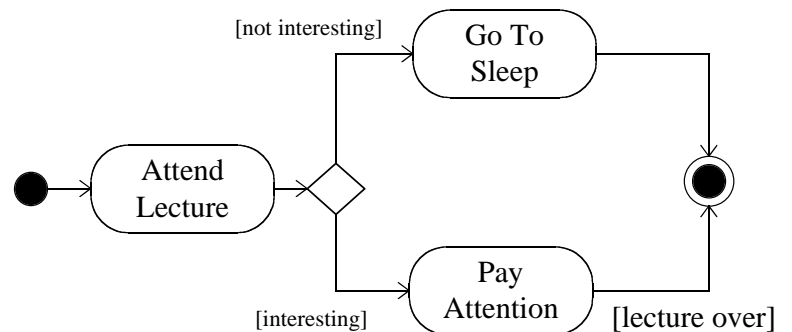 [not interesting]
Go To
Sleep
Attend
Lecture
Pay
Attention
[interesting]
[lecture over]